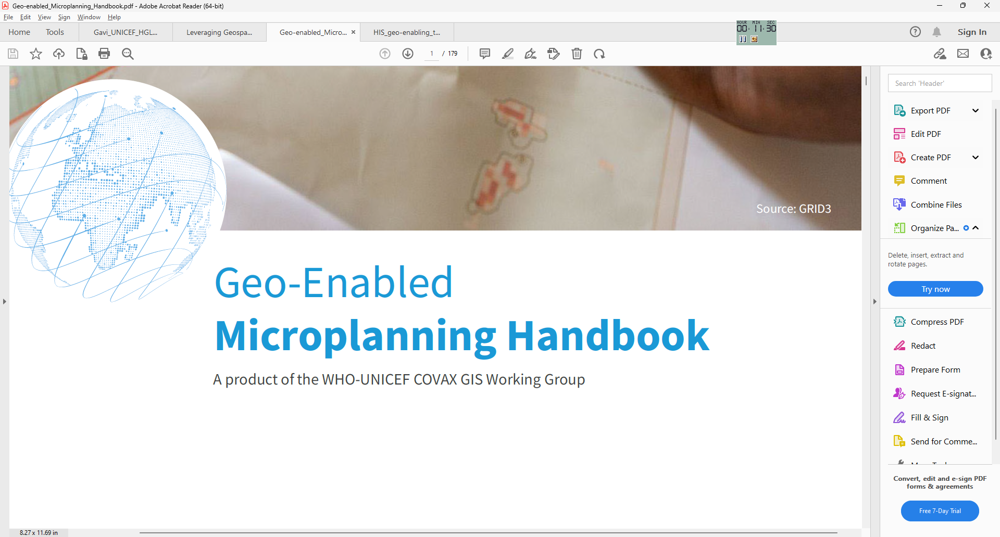 Geo-enabled_Microplanning_Handbook.pdf - Adobe Acrobat Reader (64-bit)
File Edit View Sign Window Help
Home Tools Gavi_UNICEF_HGL... Leveraging Geospa... Geo-enabled_Micro... HIS_geo-enabling_t... Sign In
HOUR MIN SEC
00: 11: 30
1 / 179
Search 'Header'
Export PDF
Edit PDF
Create PDF
Comment
Combine Files
Organize Pa...
Delete, insert, extract and
rotate pages.
Try now
Compress PDF
Redact
Prepare Form
Request E-signat...
Fill & Sign
Send for Comme...
Convert, edit and e-sign PDF
forms & agreements
Free 7-Day Trial
Source: GRID3
Geo-Enabled
Microplanning Handbook
A product of the WHO-UNICEF COVAX GIS Working Group
8.27 x 11.69 in